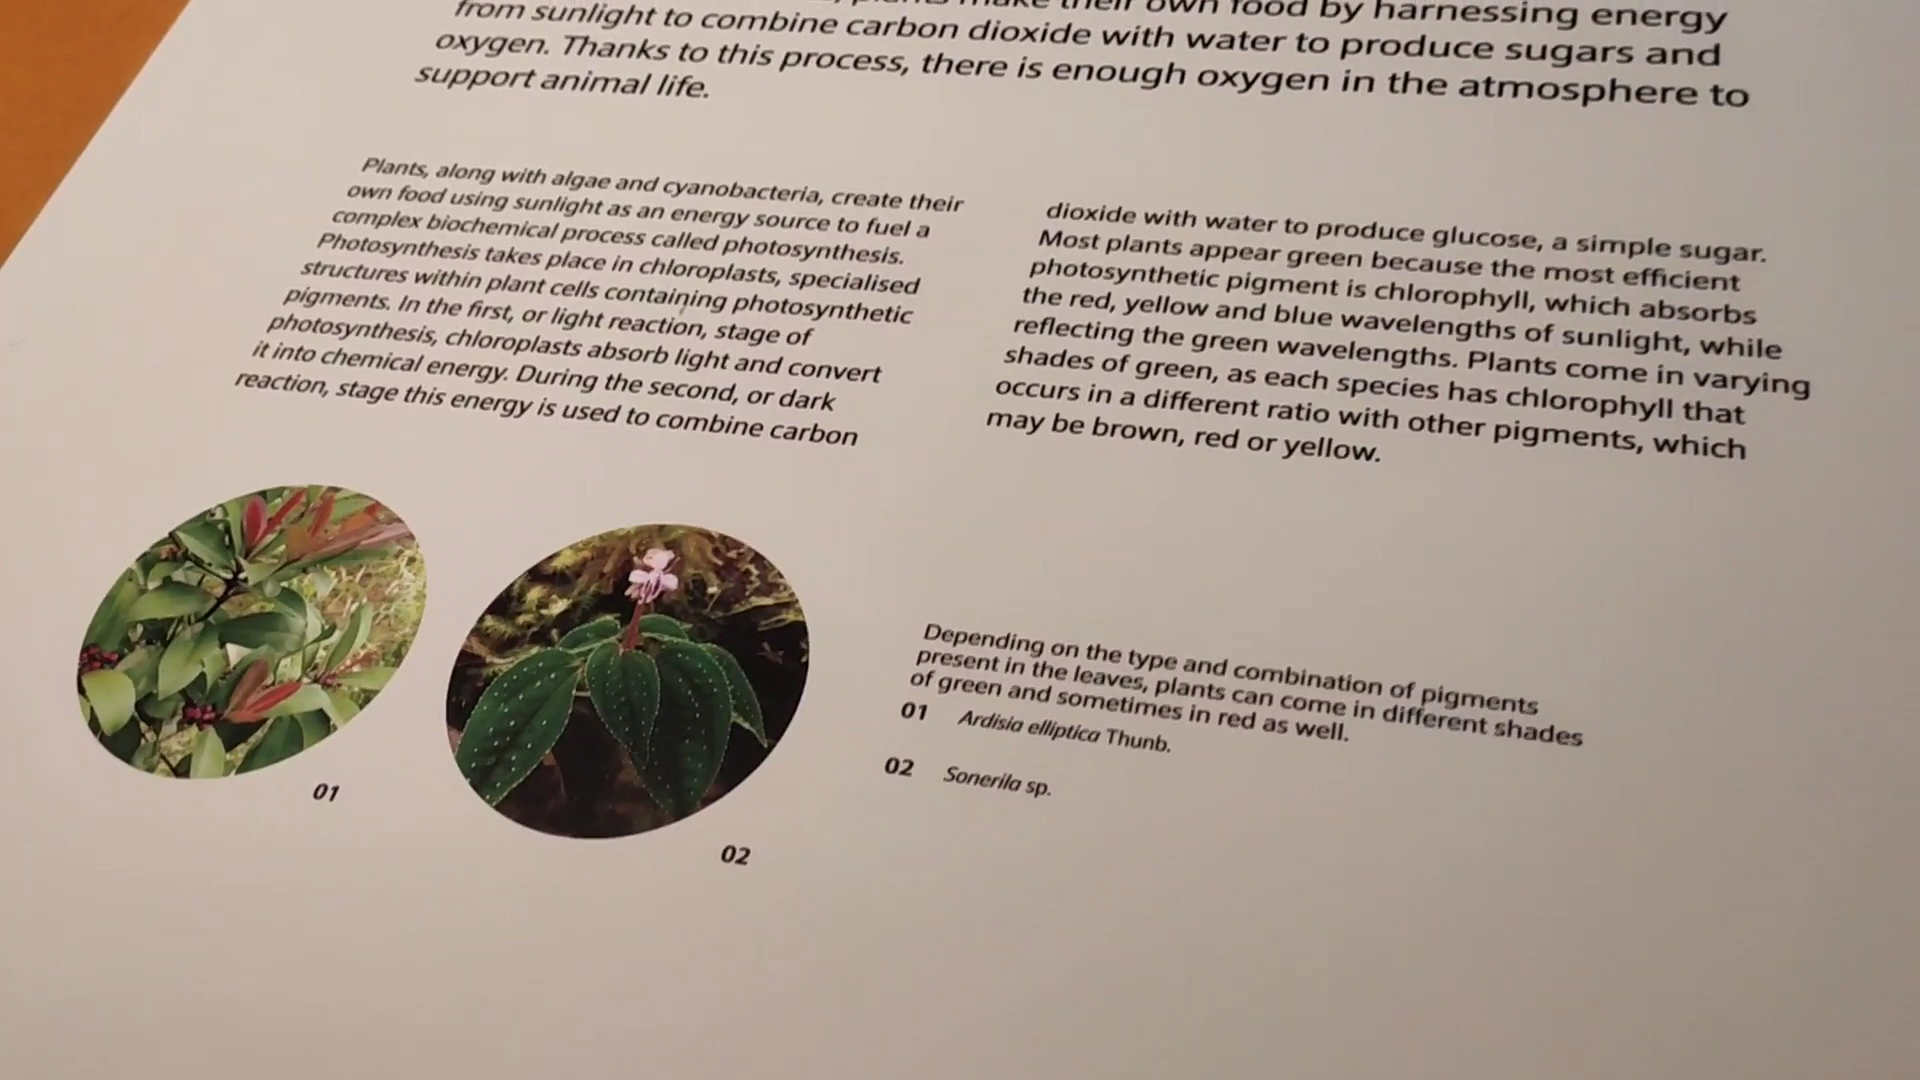 their own food by harnessing energy
from sunlight to combine carbon dioxide with water to produce sugars and
oxygen. Thanks to this process, there is enough oxygen in the atmosphere to
support animal life.
Plants, along with algae and cyanobacteria, create their
own food using sunlight as an energy source to fuel a
complex biochemical process called photosynthesis.
Photosynthesis takes place in chloroplasts, specialised
structures within plant cells containing photosynthetic
pigments. In the first, or light reaction, stage of
photosynthesis, chloroplasts absorb light and convert
it into chemical energy. During the second, or dark
reaction, stage this energy is used to combine carbon
dioxide with water to produce glucose, a simple sugar.
Most plants appear green because the most efficient
photosynthetic pigment is chlorophyll, which absorbs
the red, yellow and blue wavelengths of sunlight, while
reflecting the green wavelengths. Plants come in varying
shades of green, as each species has chlorophyll that
occurs in a different ratio with other pigments, which
may be brown, red or yellow.
01
02
Depending on the type and combination of pigments
present in the leaves, plants can come in different shades
of green and sometimes in red as well.
01 Ardisia elliptica Thunb.
02 Sonerila sp.